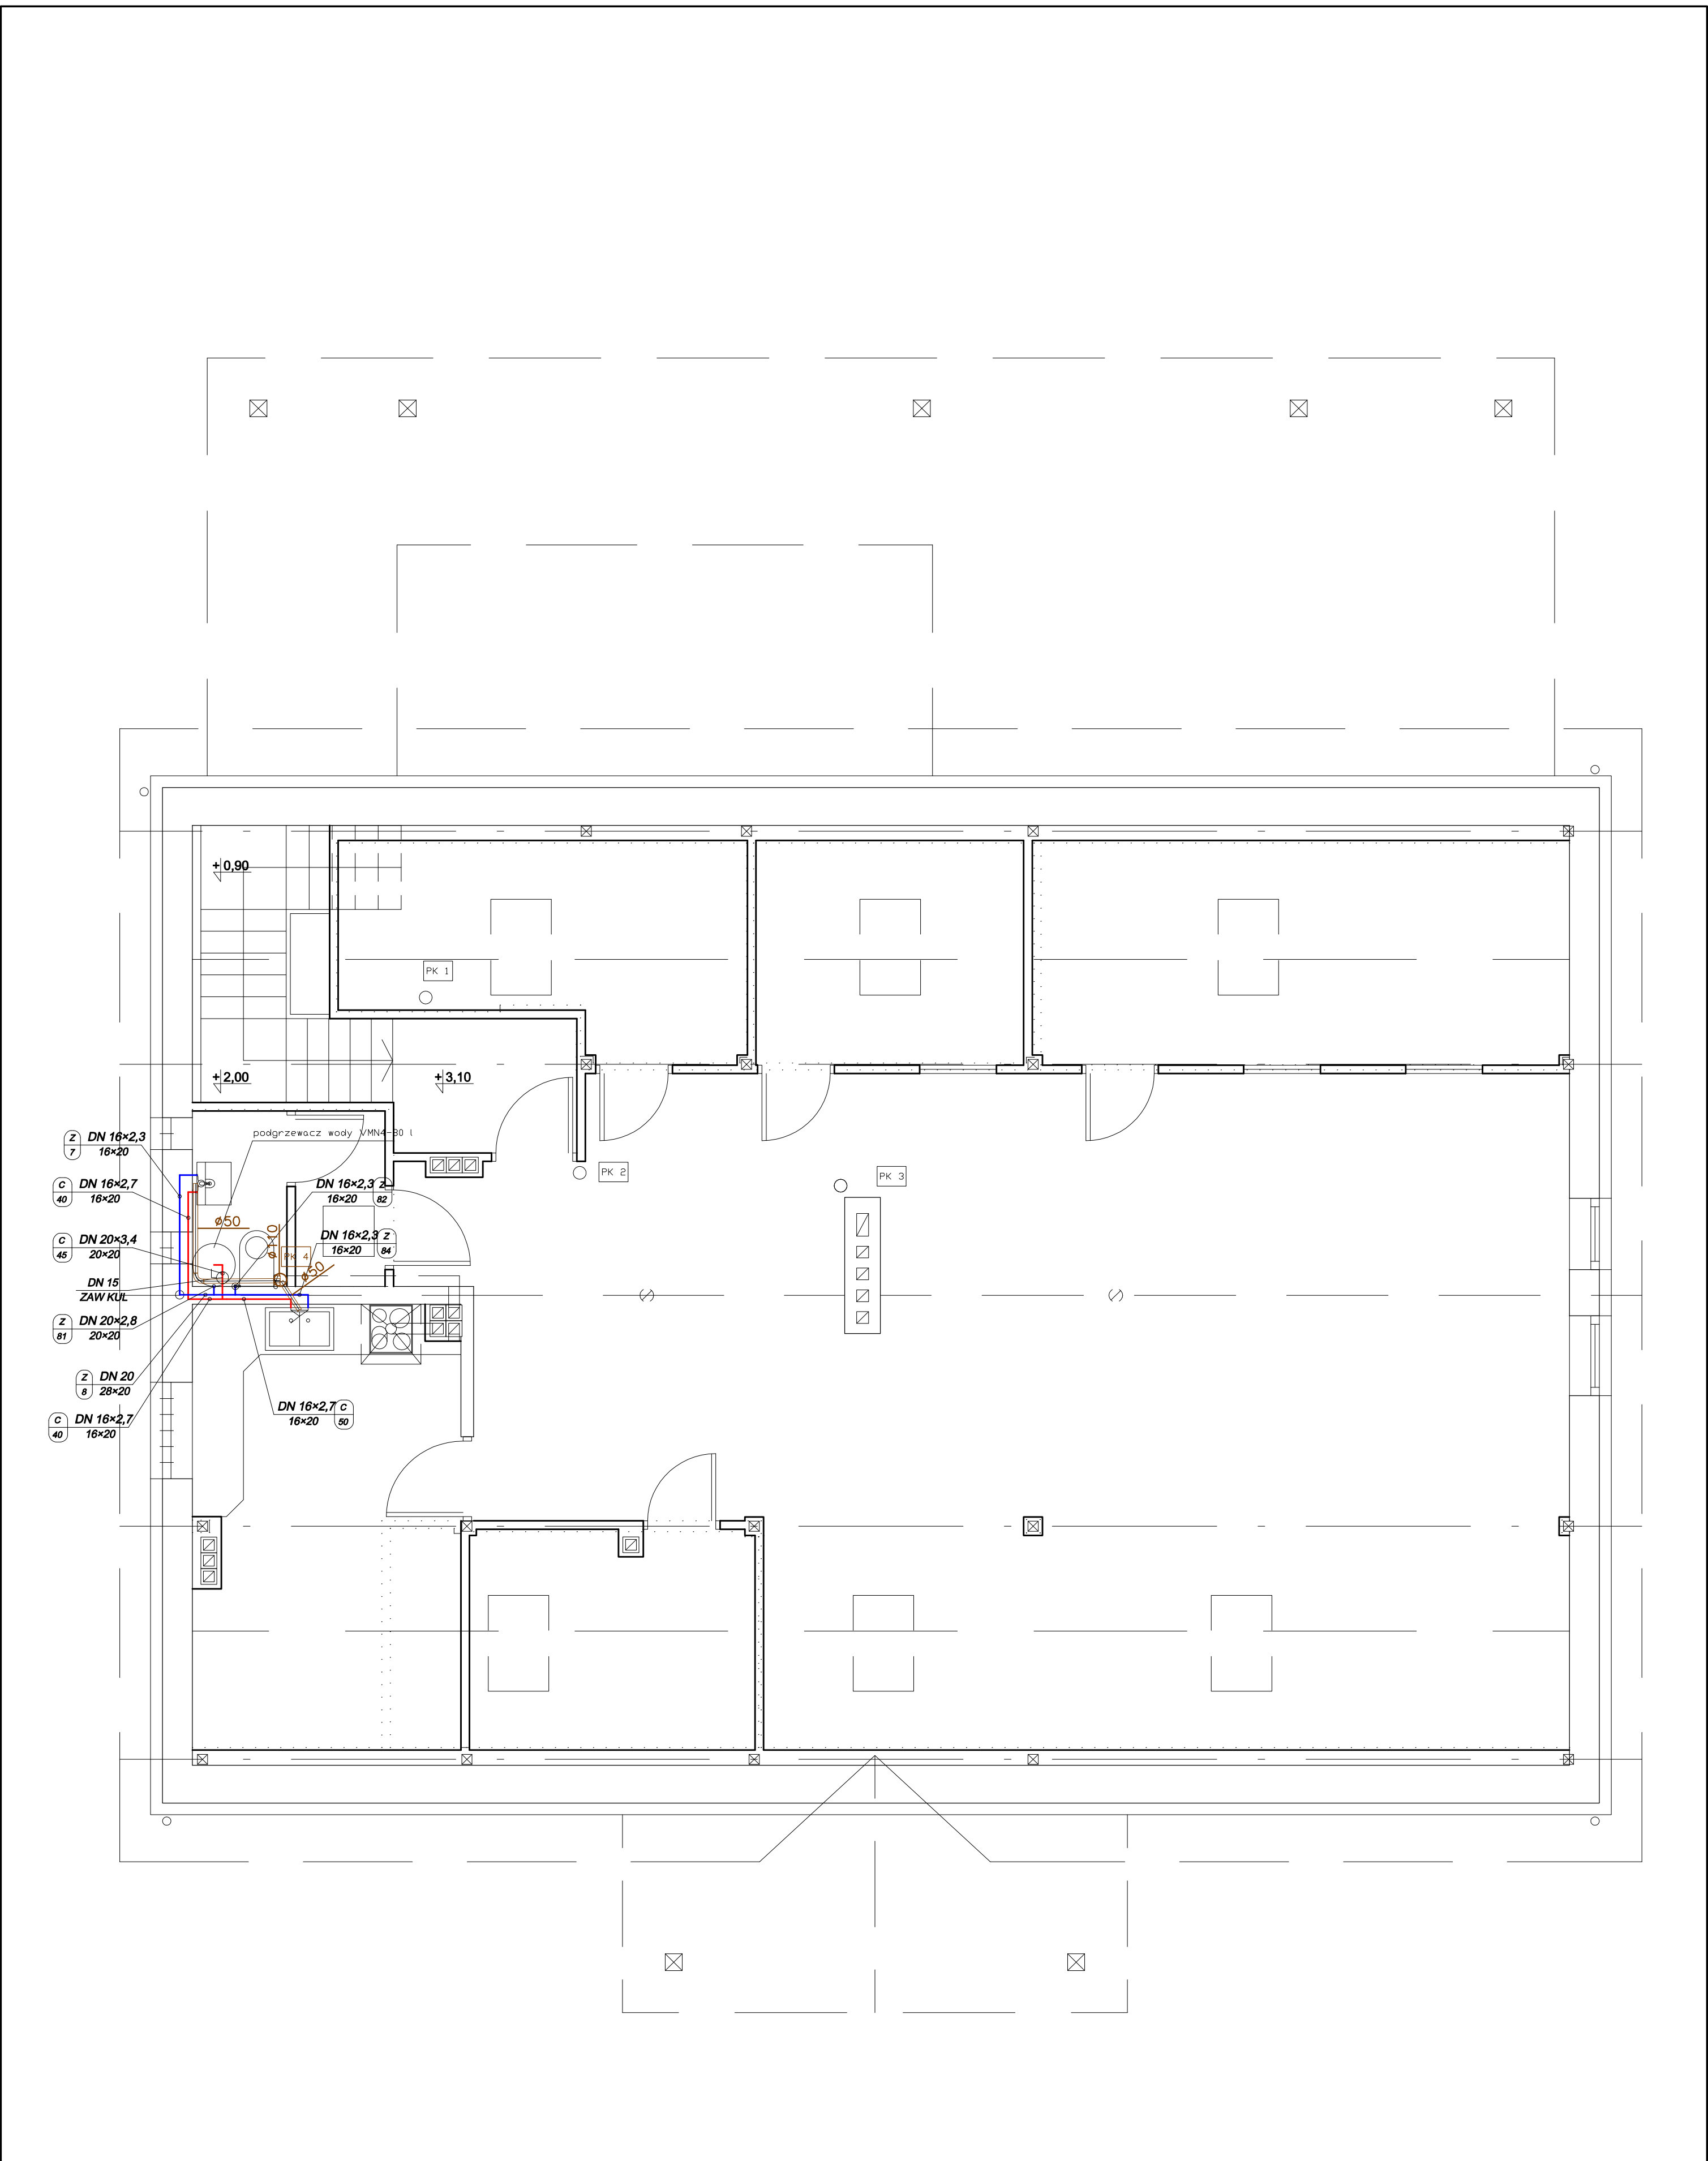 + 0,90
PK 1
+ 2,00
+ 3,10
podgrzewacz wody VMN4-80 l
Z DN 16×2,3
7 16×20
PK 2
PK 3
C DN 16×2,7
40 16×20
DN 16×2,3 Z
16×20 82
ø50
ø110
DN 16×2,3 Z
16×20 84
C DN 20×3,4
45 20×20
PK 4
ø50
DN 15
ZAW KUL
Z DN 20×2,8
81 20×20
Z DN 20
8 28×20
DN 16×2,7 C
16×20 50
C DN 16×2,7
40 16×20